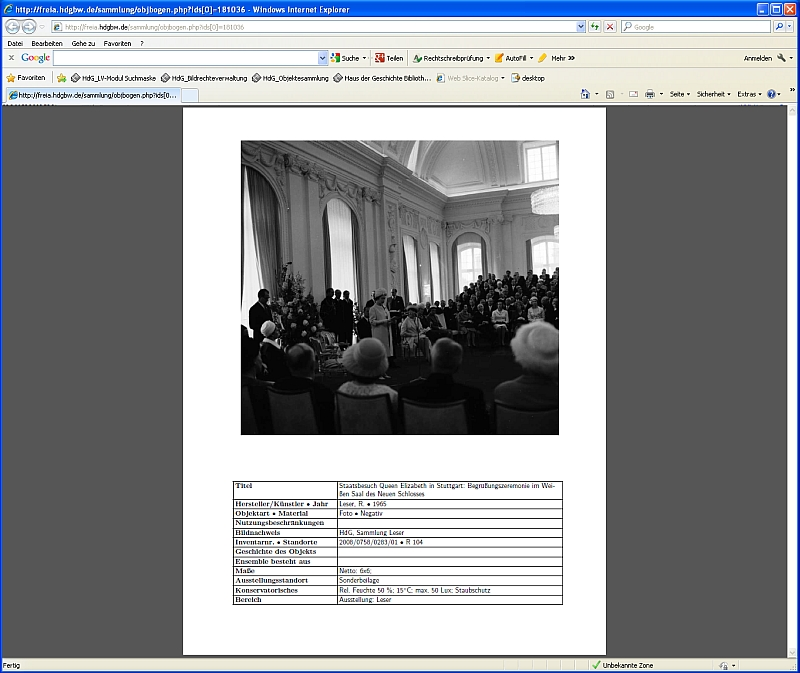 http://freia.hdgbw.de/sammlung/objbogen.php?ids[0]=181036 - Windows Internet Explorer
http://freia.hdgbw.de/sammlung/objbogen.php?ids[0]=181036
Google
Datei Bearbeiten Gehe zu Favoriten ?
Google Suche Teilen Rechtschreibprüfung AutoFill Mehr » Anmelden
Favoriten HdG_LV-Modul Suchmaske HdG_Bildrechteverwaltung HdG_Objektesammlung Haus der Geschichte Biblioth... Web Slice-Katalog desktop
http://freia.hdgbw.de/sammlung/objbogen.php?ids[0... Seite Sicherheit Extras
Titel Staatsbesuch Queen Elizabeth in Stuttgart: Begrüßungszeremonie im Wei-
ßen Saal des Neuen Schlosses
Hersteller/Künstler • Jahr Leser, R. • 1965
Objektart • Material Foto • Negativ
Nutzungsbeschränkungen
Bildnachweis HdG, Sammlung Leser
Inventarnr. • Standorte 2008/0758/0283/01 • R 104
Geschichte des Objekts
Ensemble besteht aus
Maße Netto: 6x6;
Ausstellungsstandort Sonderbeilage
Konservatorisches Rel. Feuchte 50 %; 15°C; max. 50 Lux; Staubschutz
Bereich Ausstellung: Leser
Fertig Unbekannte Zone